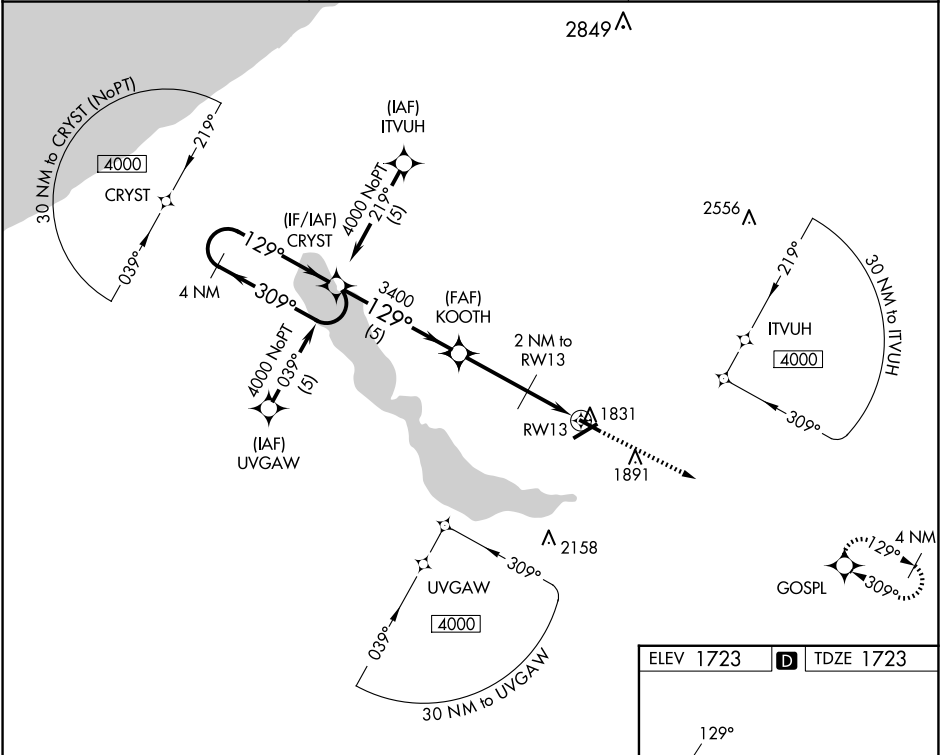 2849
30 NM to CRYST (NoPT)
219°
4000
CRYST
039°
(IAF)
ITVUH
4000 NoPT
219°
(5)
(IF/IAF)
CRYST
129°
4 NM
309°
3400
129°
(5)
(FAF)
KOOTH
2 NM to
RW13
4000 NoPT
039°
(5)
(IAF)
UVGAW
RW13
1831
1891
2556
219°
30 NM to ITVUH
ITVUH
4000
309°
2158
309°
UVGAW
4000
039°
30 NM to UVGAW
4 NM
129°
309°
GOSPL
ELEV 1723 D TDZE 1723
129°